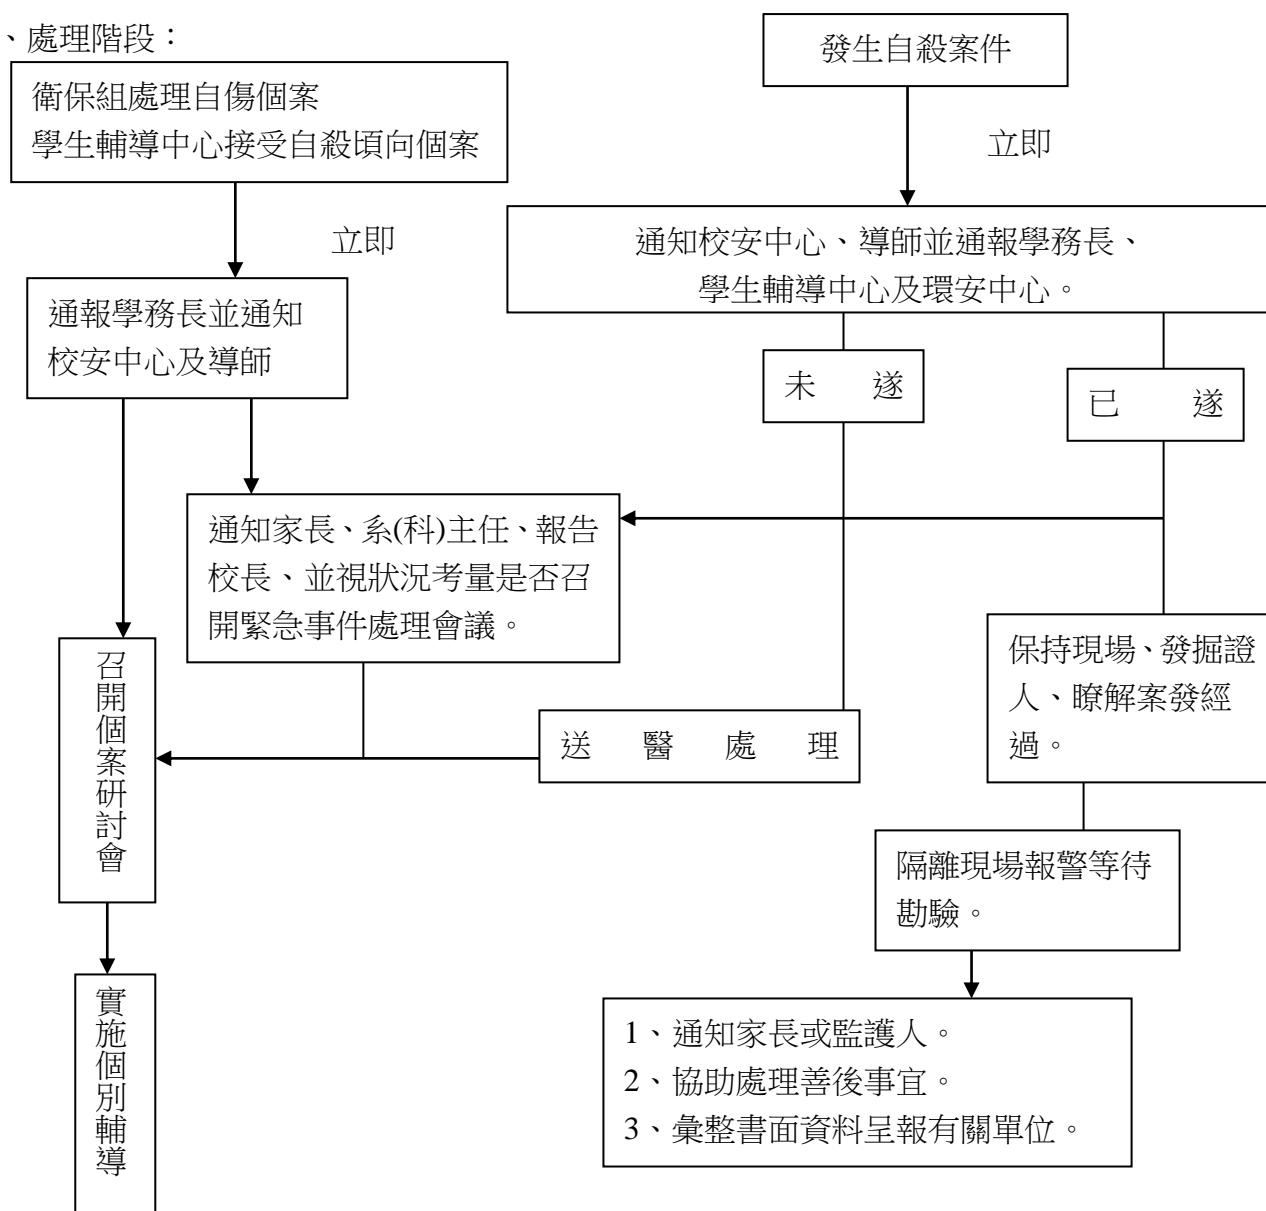 、處理階段：
發生自殺案件
衛保組處理自傷個案
學生輔導中心接受自殺頃向個案
立即
立即
通知校安中心、導師並通報學務長、
學生輔導中心及環安中心。
通報學務長並通知
校安中心及導師
未　遂
已　遂
通知家長、系(科)主任、報告
校長、並視狀況考量是否召
開緊急事件處理會議。
保持現場、發掘證
人、瞭解案發經
過。
召開個案研討會
送　醫　處　理
隔離現場報警等待
勘驗。
實施個別輔導
1、通知家長或監護人。
2、協助處理善後事宜。
3、彙整書面資料呈報有關單位。